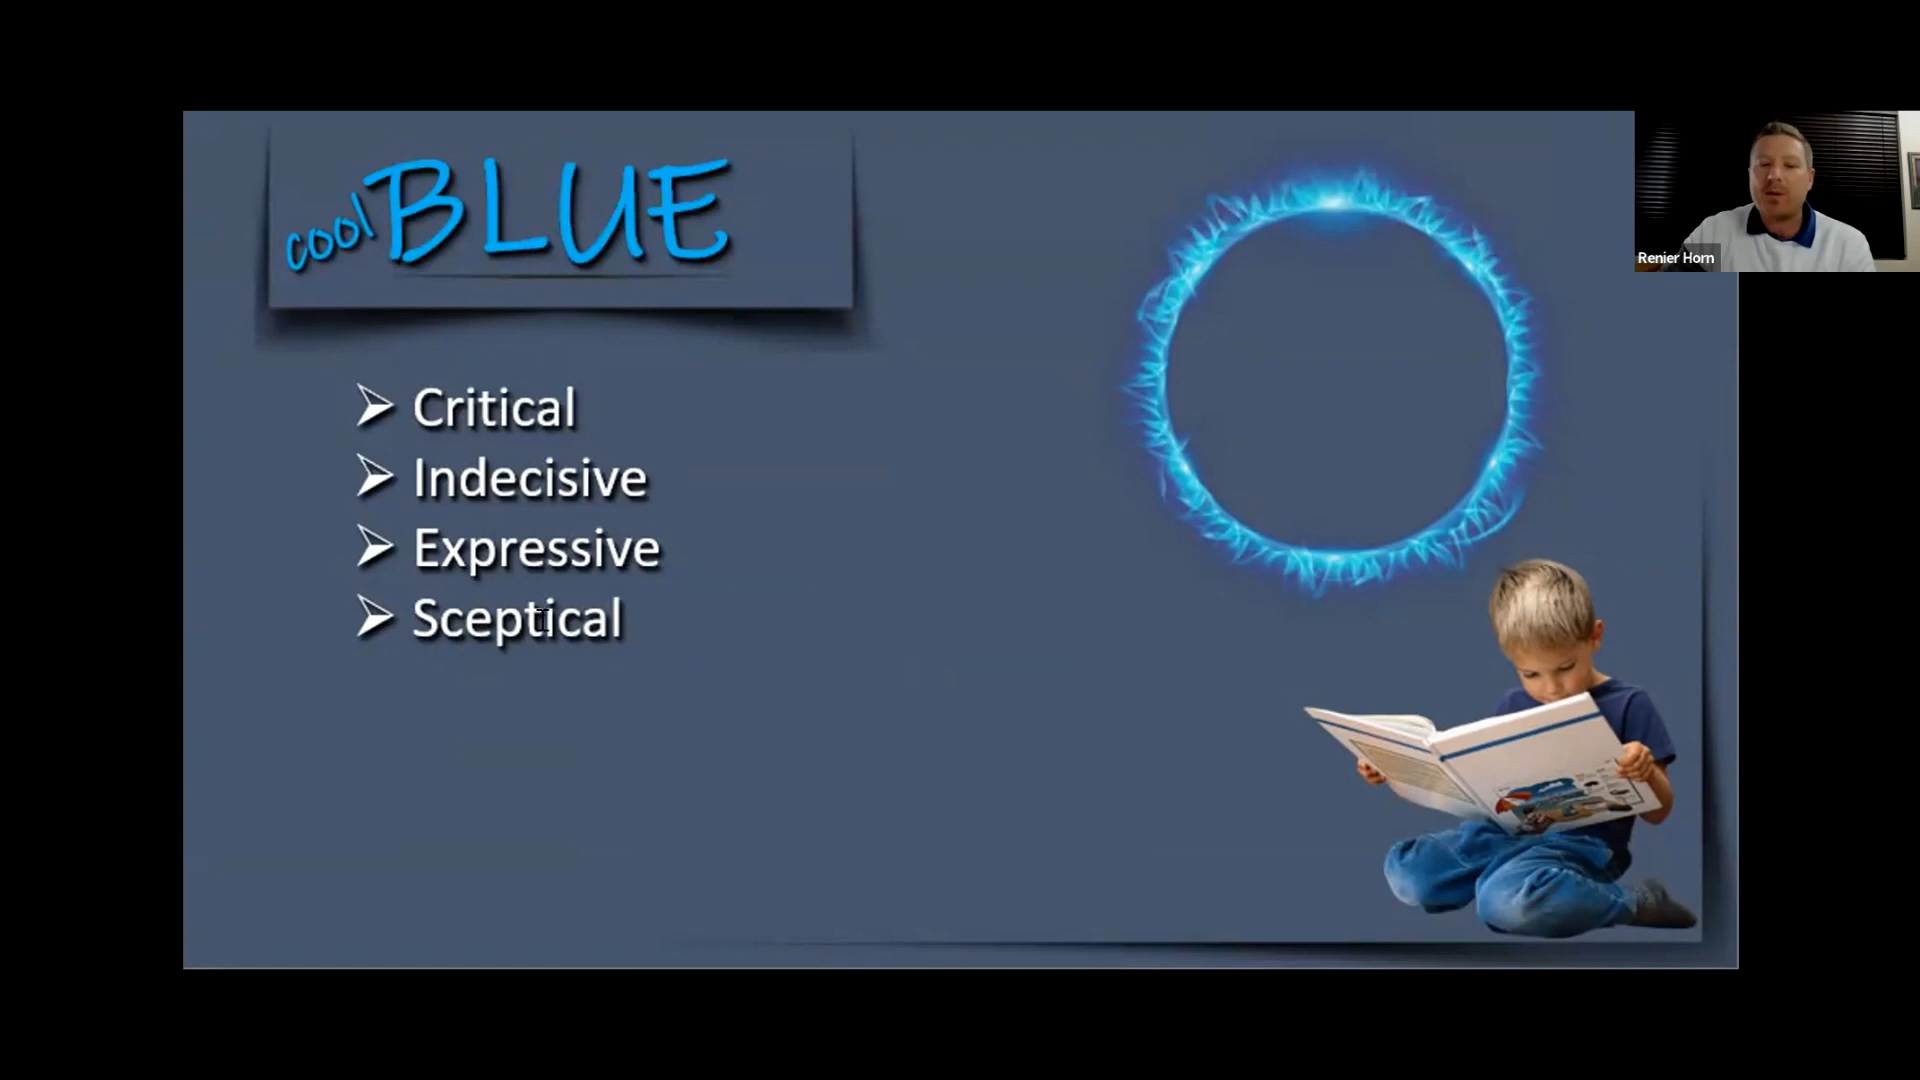 cool BLUE
Critical
Indecisive
Expressive
Sceptical
Renier Horn